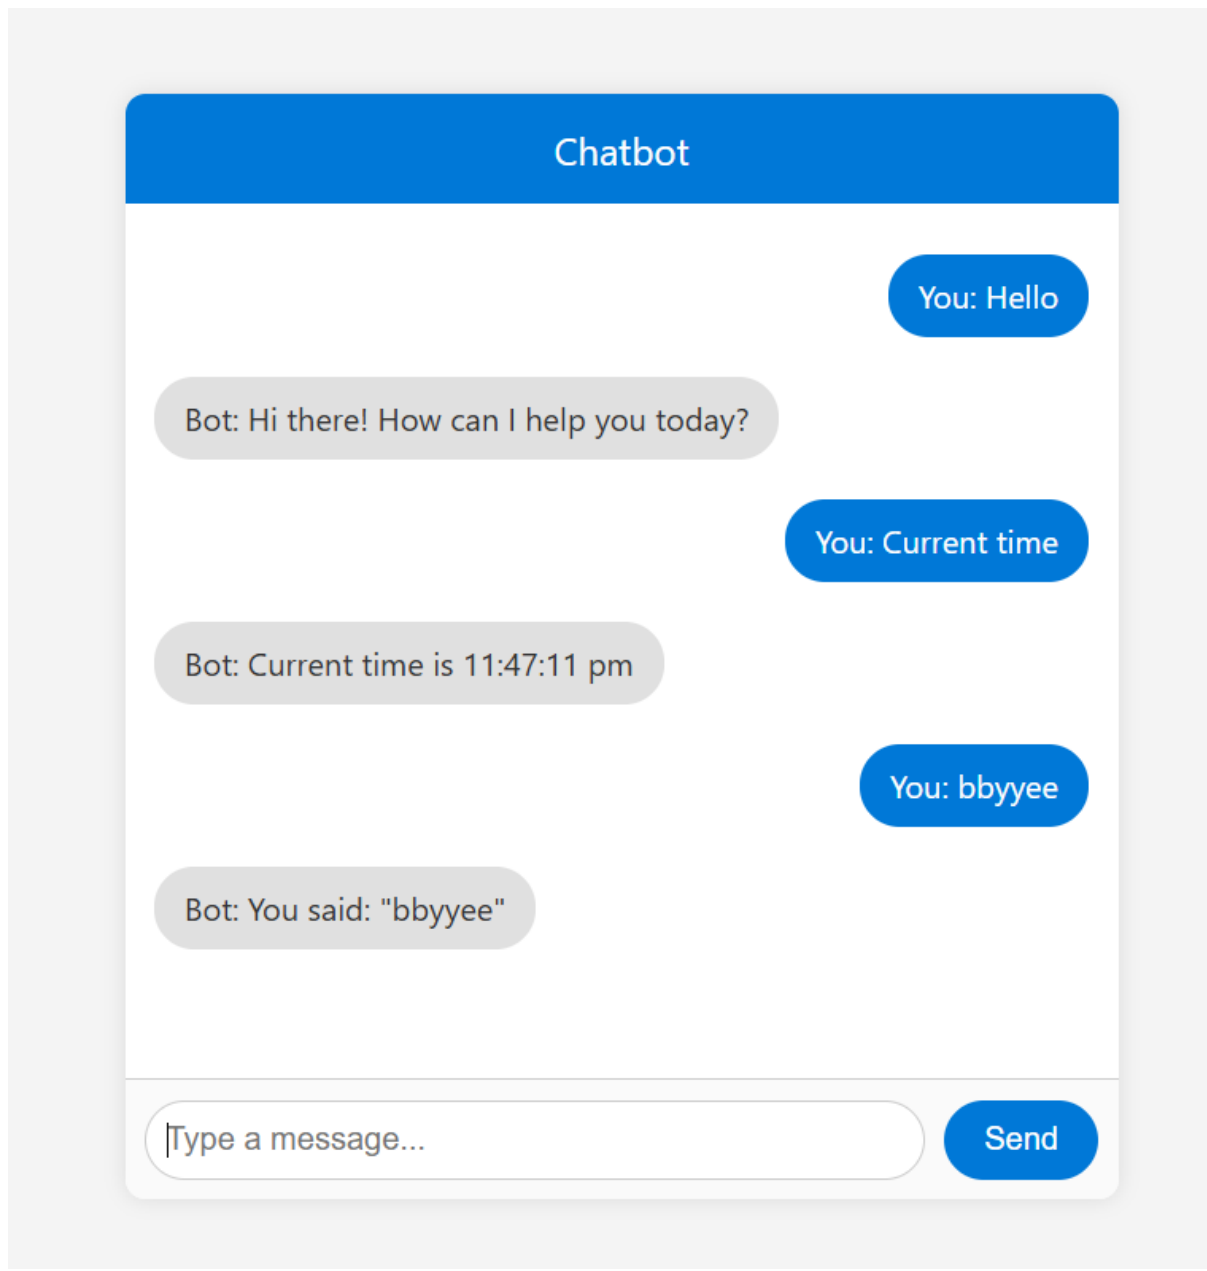 Chatbot
You: Hello
Bot: Hi there! How can I help you today?
You: Current time
Bot: Current time is 11:47:11 pm
You: bbyyee
Bot: You said: "bbyyee"
Type a message...
Send